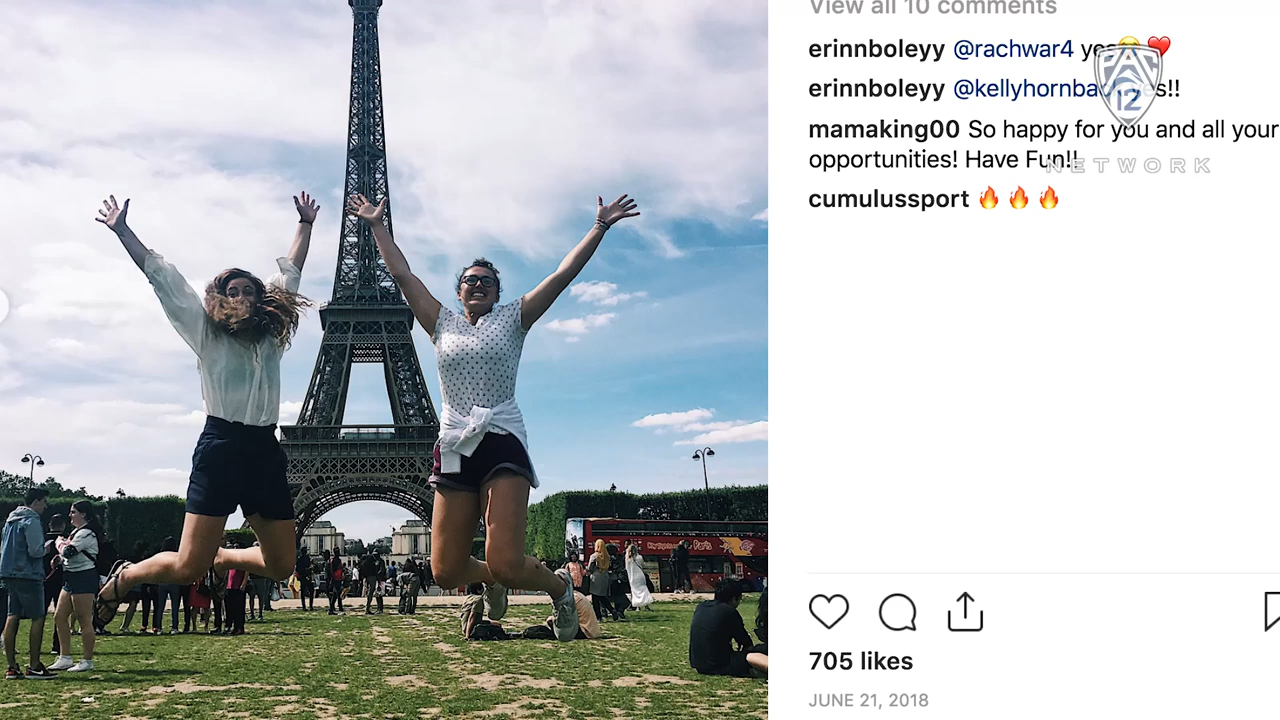 View all 10 comments
erinnboleyy @rachwar4 yes😂❤️
erinnboleyy @kellyhornba yes!!
mamaking00 So happy for you and all your
opportunities! Have Fun!!
cumulussport 🔥🔥🔥
PAC
12
NETWORK
Paris
705 likes
JUNE 21, 2018